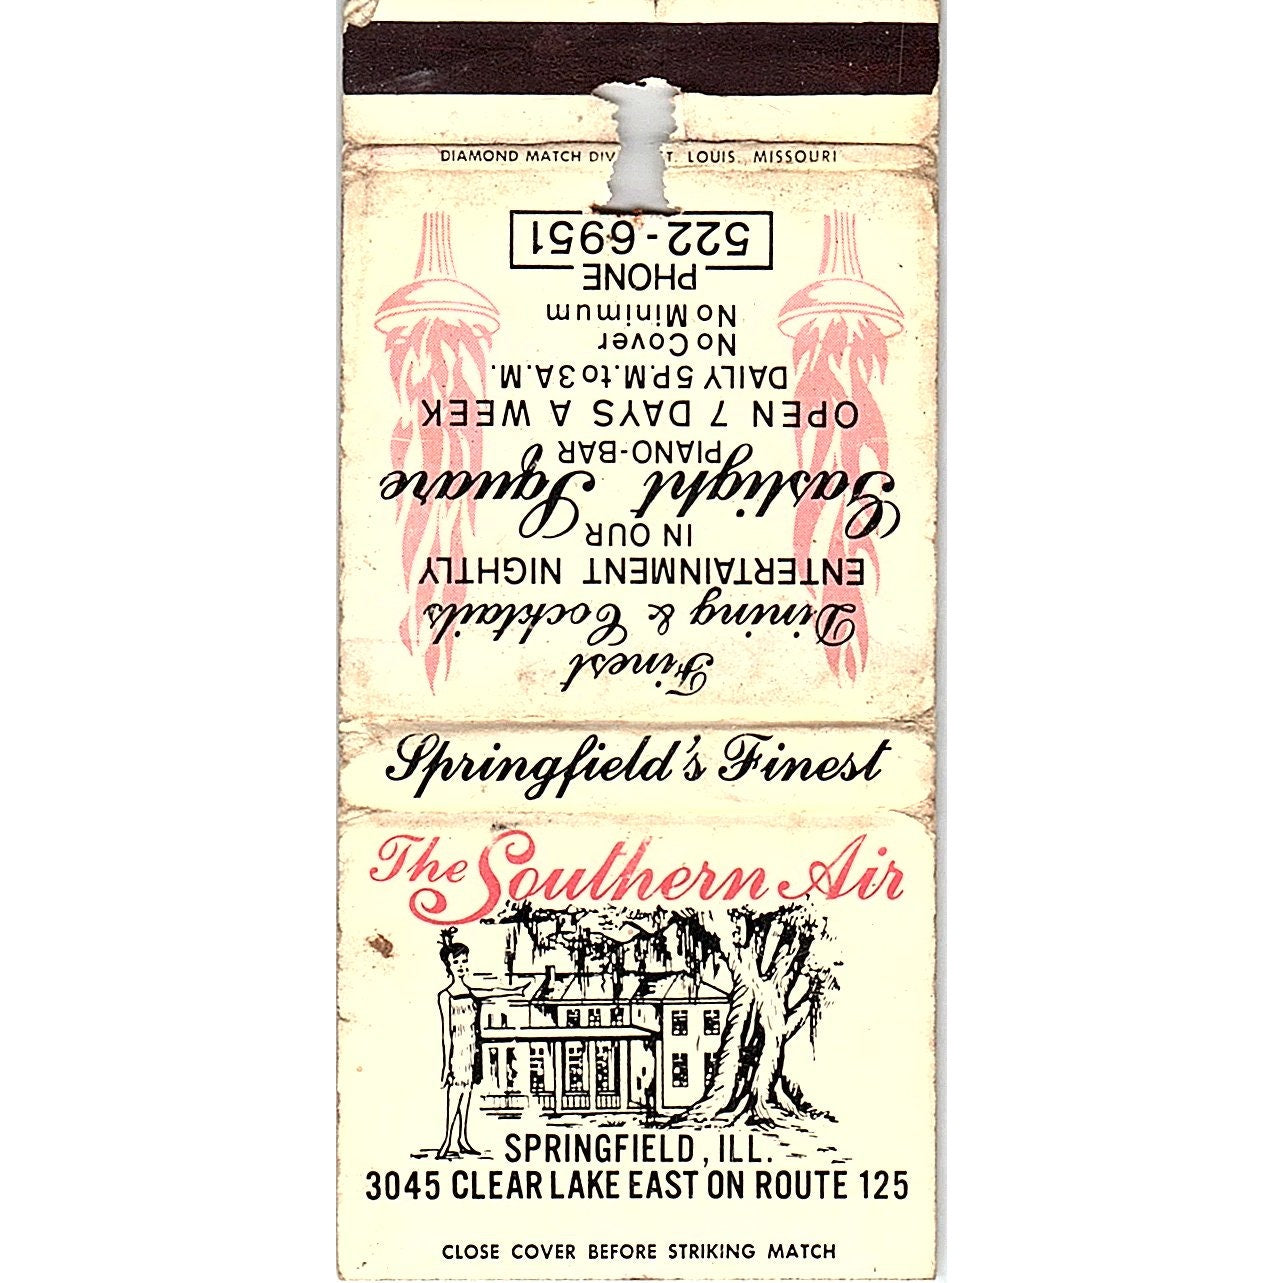 DIAMOND MATCH DIV T. LOUIS, MISSOURI
Finest
Dining & Cocktails
ENTERTAINMENT NIGHTLY
IN OUR
Gaslight Square
PIANO-BAR
OPEN 7 DAYS A WEEK
DAILY 5P.M. to 3 A.M.
No Cover
No Minimum
PHONE
522-6951
Springfield's Finest
The Southern Air
SPRINGFIELD, ILL.
3045 CLEAR LAKE EAST ON ROUTE 125
CLOSE COVER BEFORE STRIKING MATCH